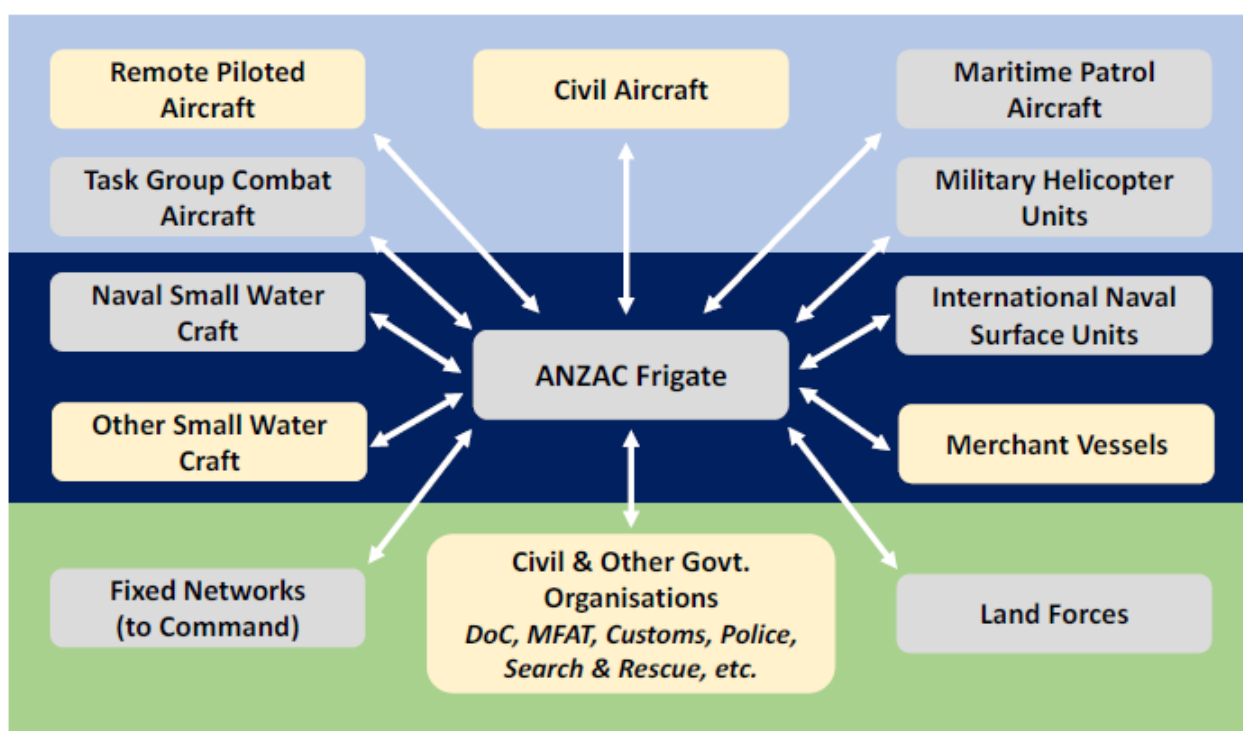 Remote Piloted
Aircraft
Civil Aircraft
Maritime Patrol
Aircraft
Task Group Combat
Aircraft
Military Helicopter
Units
Naval Small Water
Craft
International Naval
Surface Units
ANZAC Frigate
Other Small Water
Craft
Merchant Vessels
Fixed Networks
(to Command)
Civil & Other Govt.
Organisations
DoC, MFAT, Customs, Police,
Search & Rescue, etc.
Land Forces